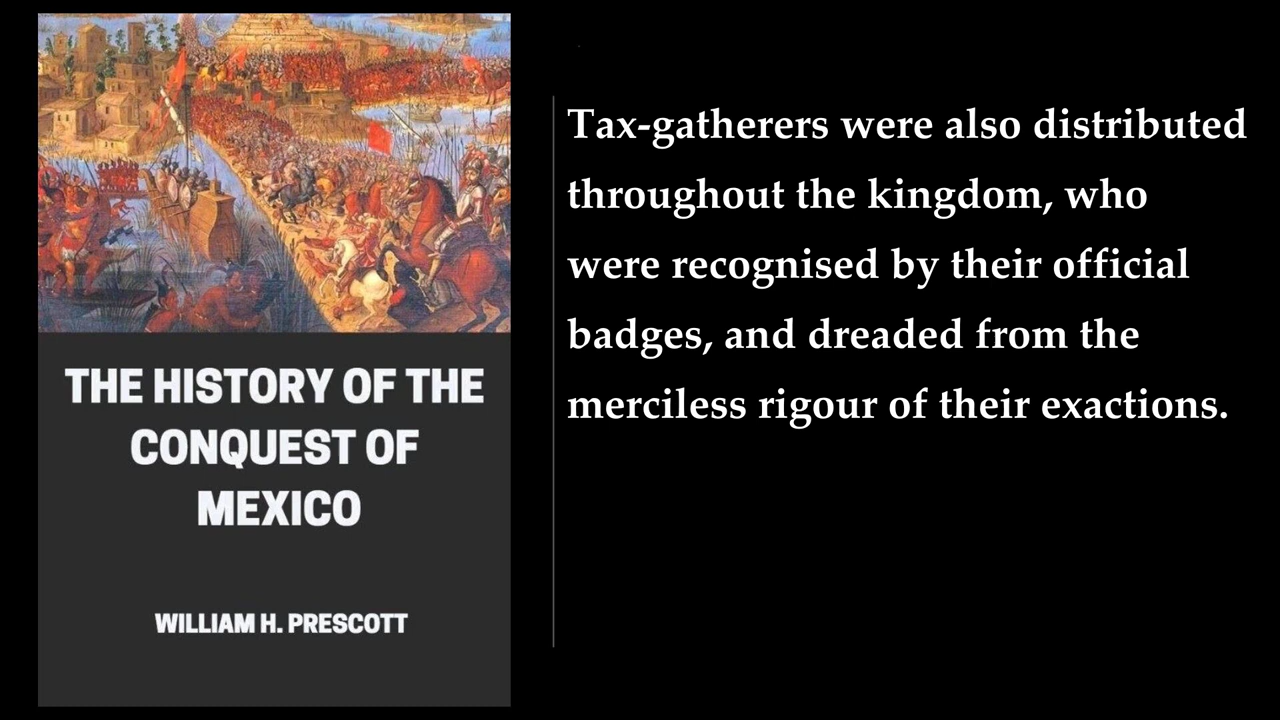 THE HISTORY OF THE
CONQUEST OF
MEXICO
WILLIAM H. PRESCOTT
Tax-gatherers were also distributed
throughout the kingdom, who
were recognised by their official
badges, and dreaded from the
merciless rigour of their exactions.